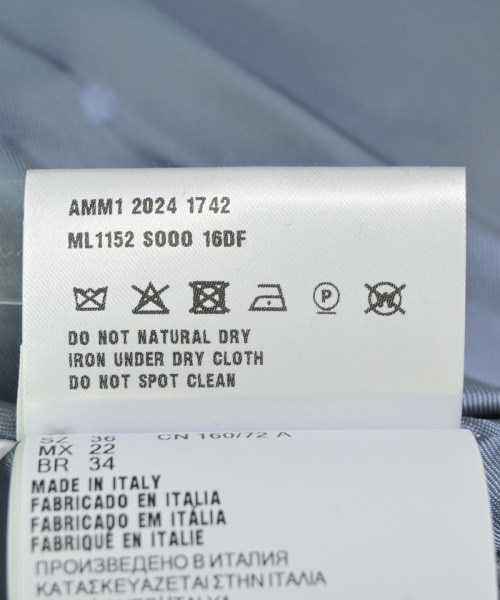 AMM1 2024 1742
ML1152 S000 16DF
P W
DO NOT NATURAL DRY
IRON UNDER DRY CLOTH
DO NOT SPOT CLEAN
SZ 36 CN 160/72 A
MX 22
BR 34
MADE IN ITALY
FABRICADO EN ITALIA
FABRICADO EM ITÁLIA
FABRIQUÉ EN ITALIE
ПРОИЗВЕДЕНО В ИТАЛИЯ
ΚΑΤΑΣΚΕΥΑΖΕΤΑΙ ΣΤΗΝ ΙΤΑΛΙΑ